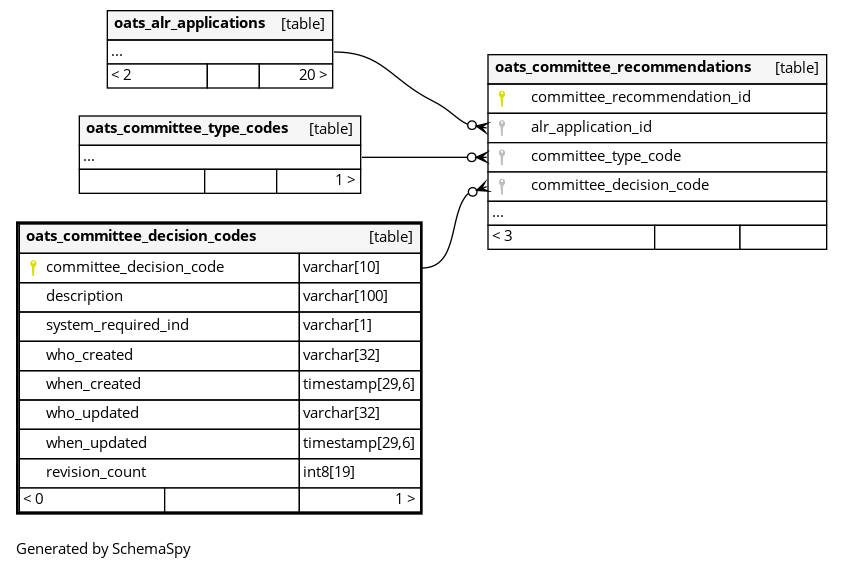 oats_alr_applications [table]
...
< 2 20 >
oats_committee_type_codes [table]
...
1 >
oats_committee_decision_codes [table]
committee_decision_code varchar[10]
description varchar[100]
system_required_ind varchar[1]
who_created varchar[32]
when_created timestamp[29,6]
who_updated varchar[32]
when_updated timestamp[29,6]
revision_count int8[19]
< 0 1 >
oats_committee_recommendations [table]
committee_recommendation_id
alr_application_id
committee_type_code
committee_decision_code
...
< 3
Generated by SchemaSpy